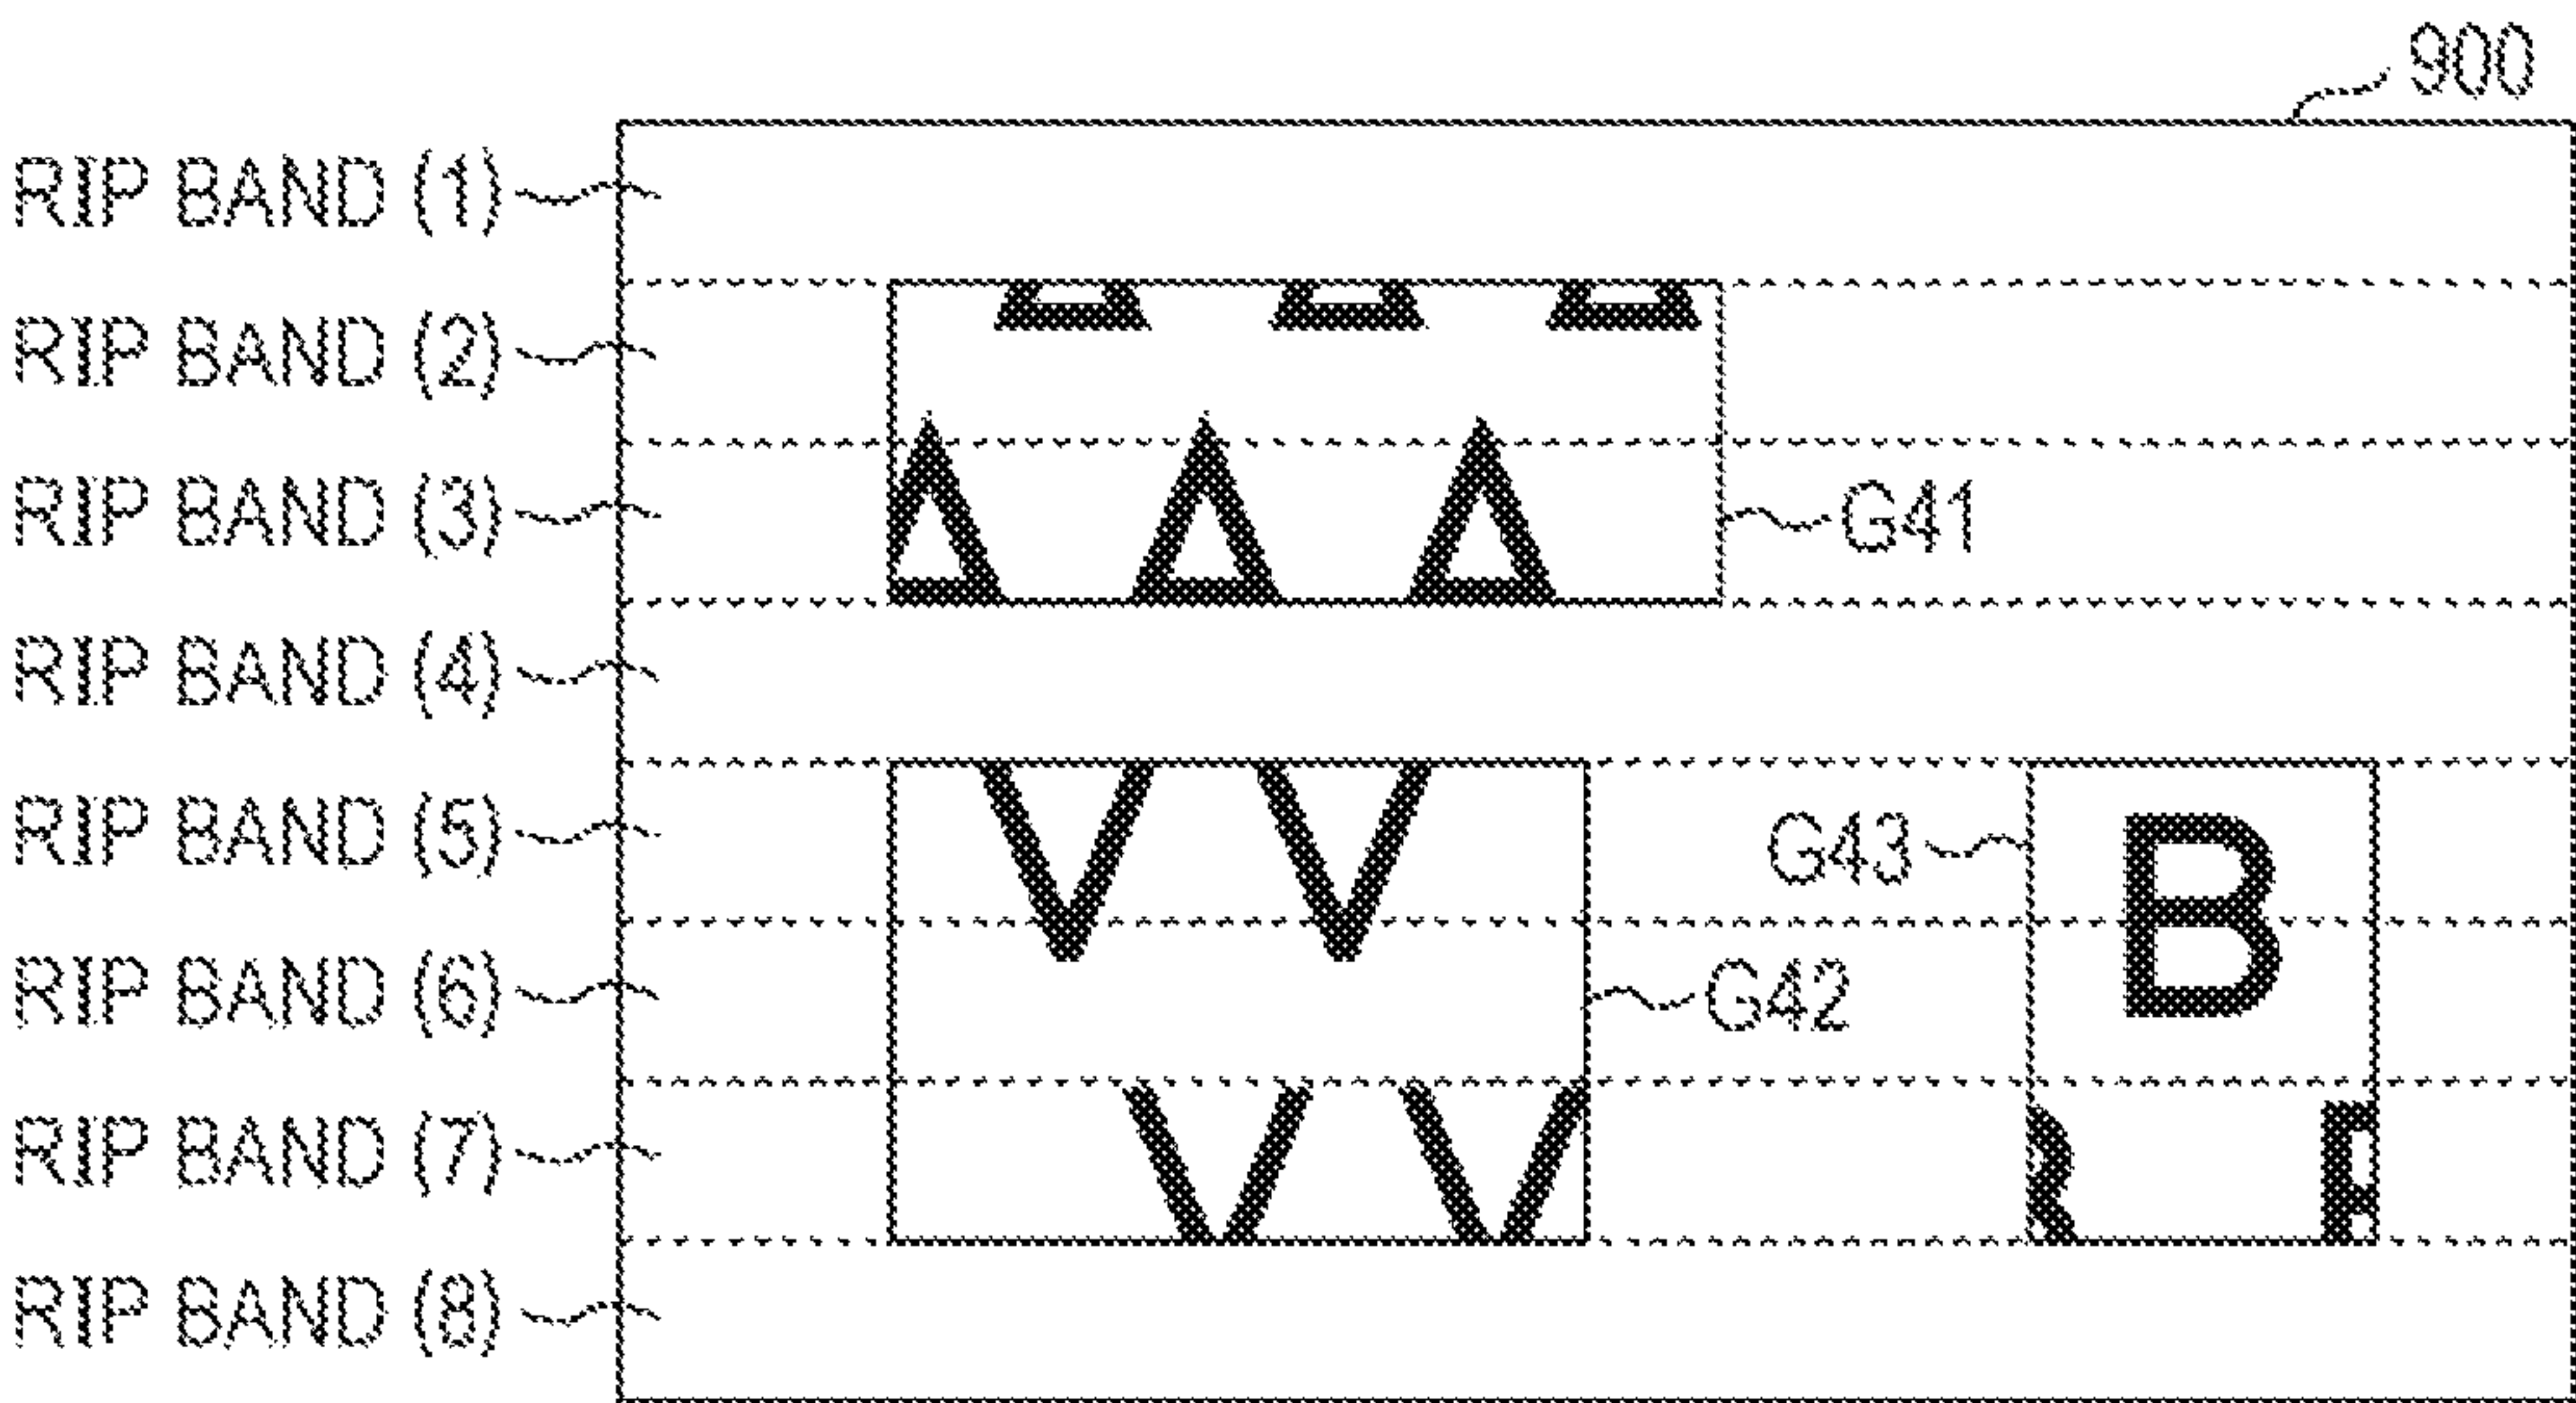 900
RIP BAND (1)
RIP BAND (2)
RIP BAND (3)
G41
RIP BAND (4)
RIP BAND (5)
G43
B
RIP BAND (6)
G42
RIP BAND (7)
RIP BAND (8)